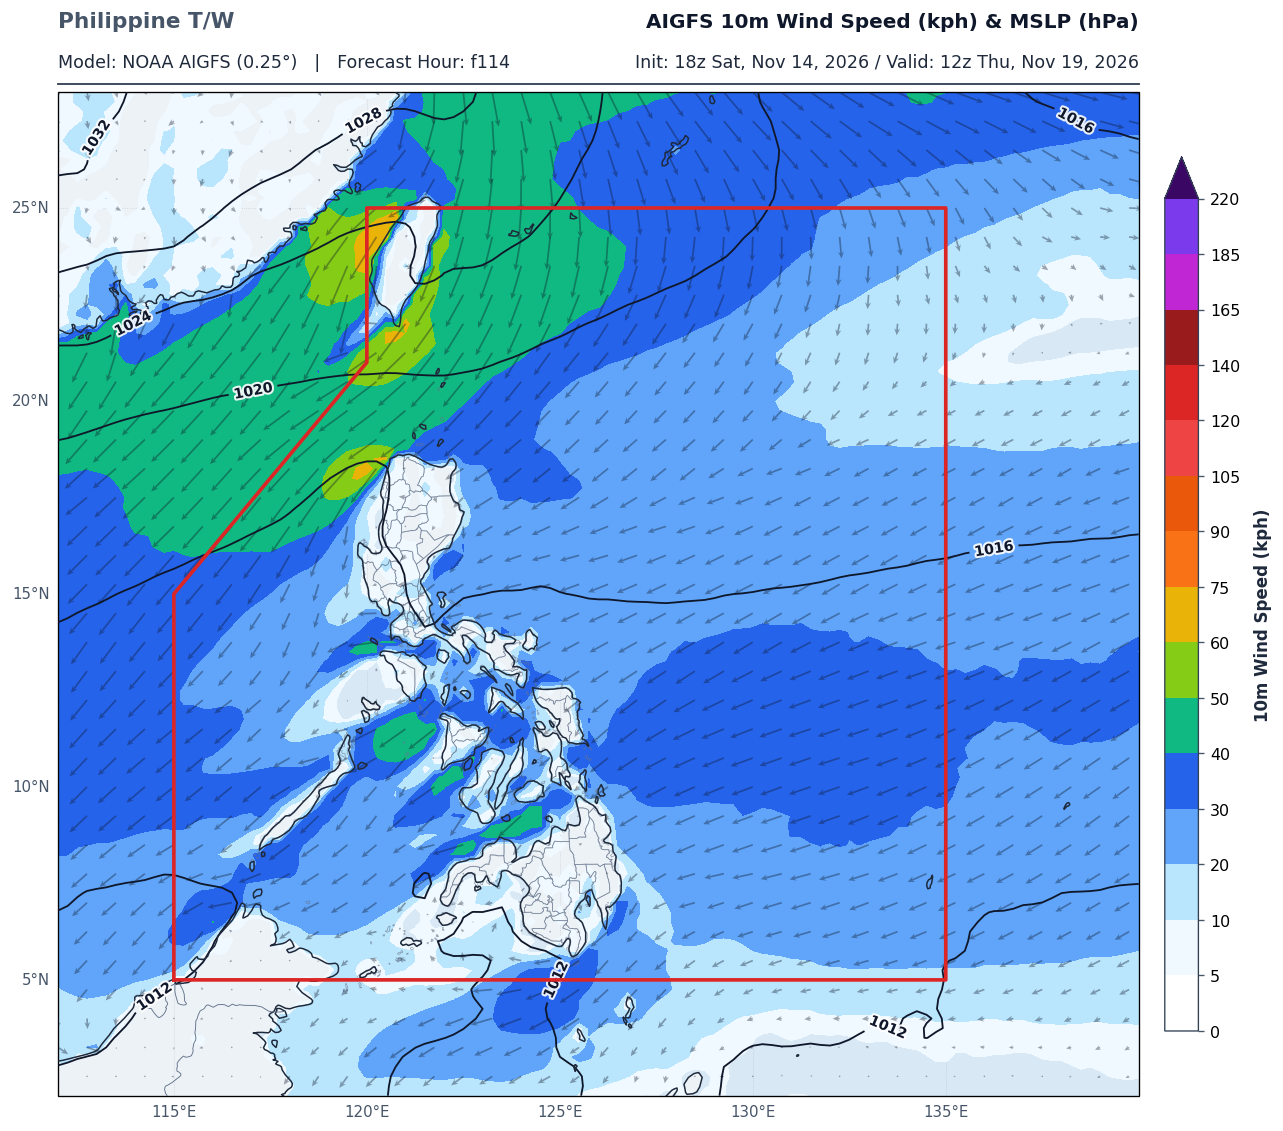 Philippine T/W
AIGFS 10m Wind Speed (kph) & MSLP (hPa)
Model: NOAA AIGFS (0.25°)   |   Forecast Hour: f114
Init: 18z Sat, Nov 14, 2026 / Valid: 12z Thu, Nov 19, 2026
1032
1028
1016
1024
1020
1016
1012
1012
1012
25°N
20°N
15°N
10°N
5°N
115°E
120°E
125°E
130°E
135°E
220
185
165
140
120
105
90
75
60
50
40
30
20
10
5
0
10m Wind Speed (kph)